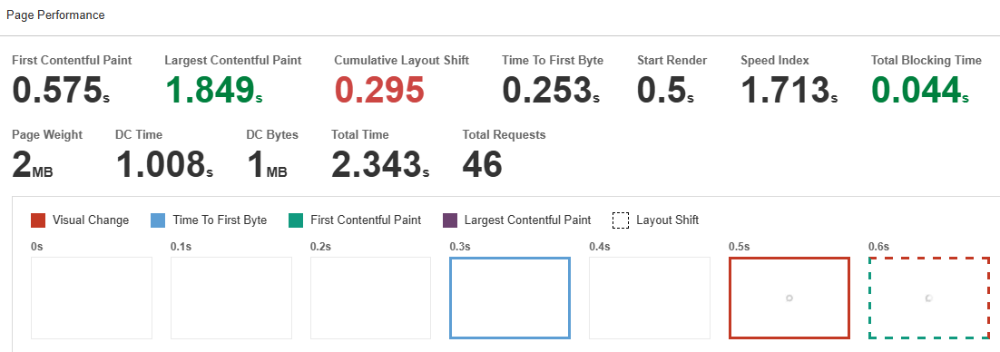 Page Performance
First Contentful Paint Largest Contentful Paint Cumulative Layout Shift Time To First Byte Start Render Speed Index Total Blocking Time
0.575s 1.849s 0.295 0.253s 0.5s 1.713s 0.044s
Page Weight DC Time DC Bytes Total Time Total Requests
2MB 1.008s 1MB 2.343s 46
Visual Change Time To First Byte First Contentful Paint Largest Contentful Paint Layout Shift
0s 0.1s 0.2s 0.3s 0.4s 0.5s 0.6s